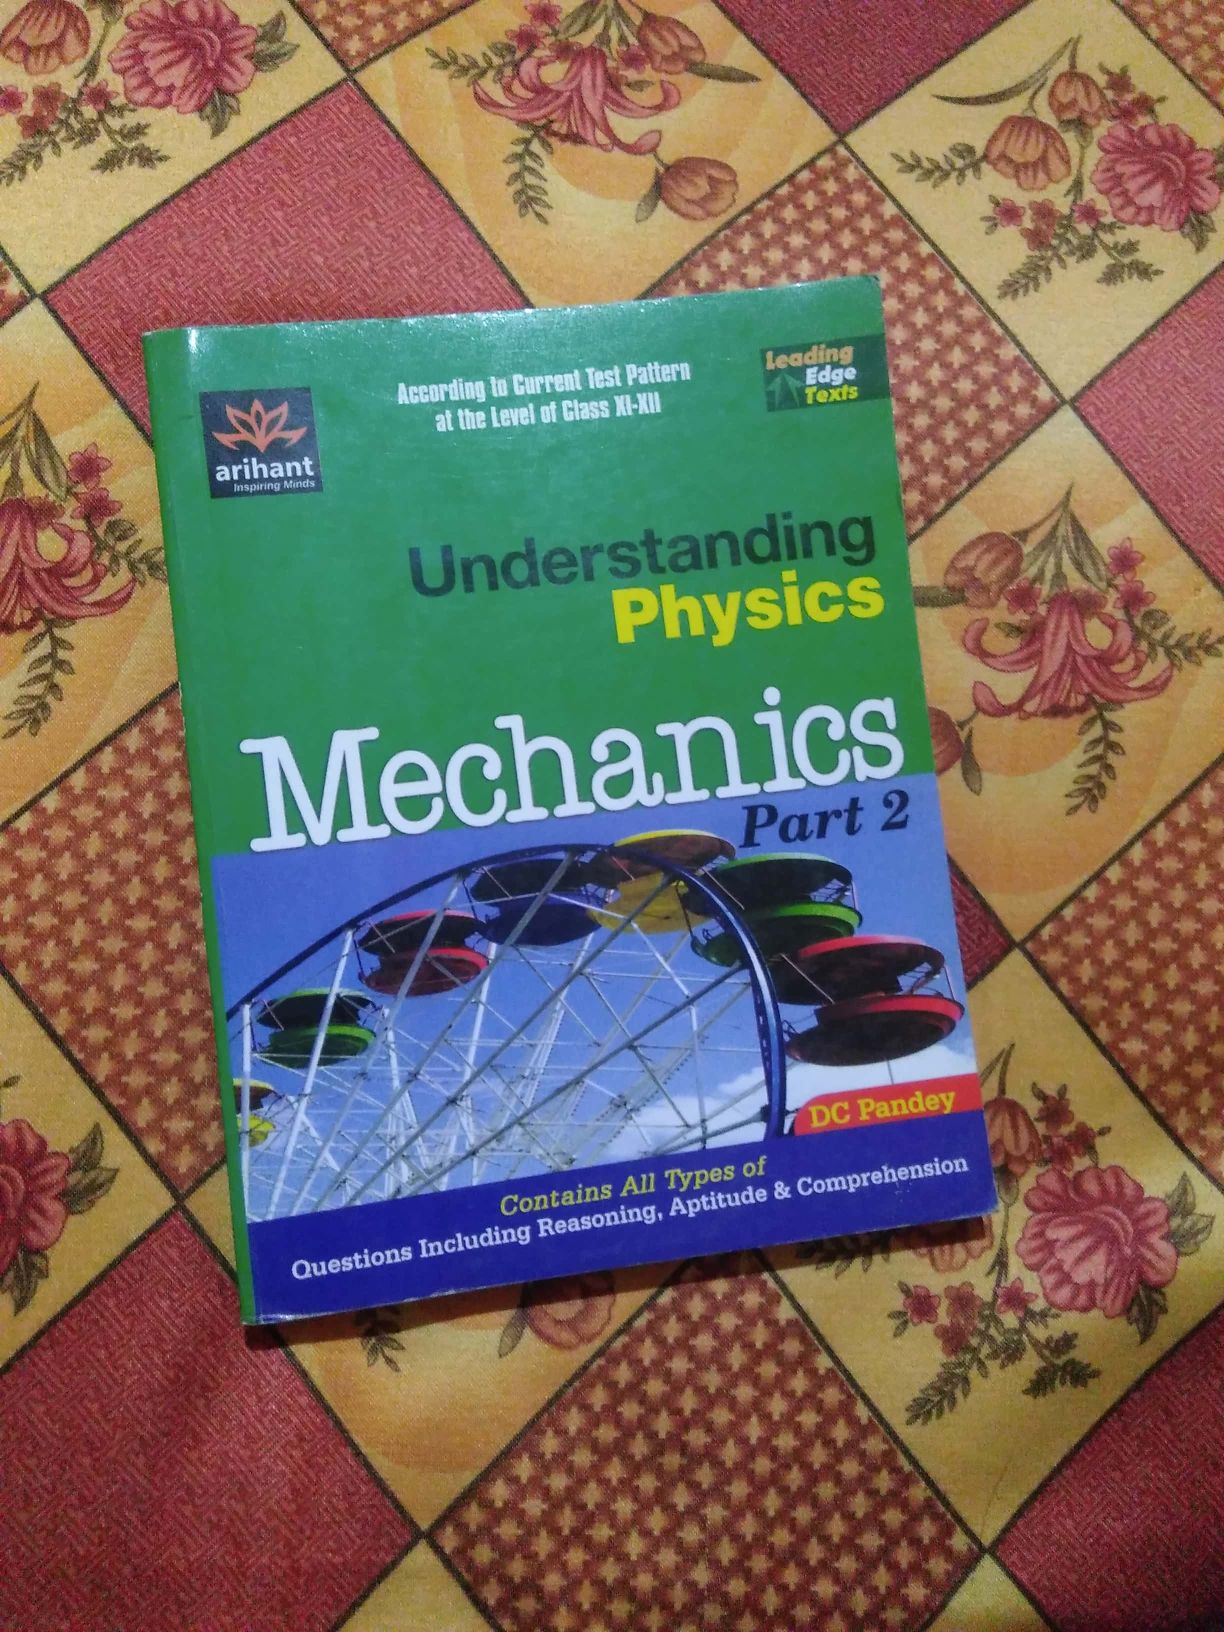 According to Current Test Pattern
at the Level of Class XI-XII
Leading
Edge
Texts
arihant
Inspiring Minds
Understanding
Physics
Mechanics
Part 2
DC Pandey
Contains All Types of
Questions Including Reasoning, Aptitude & Comprehension